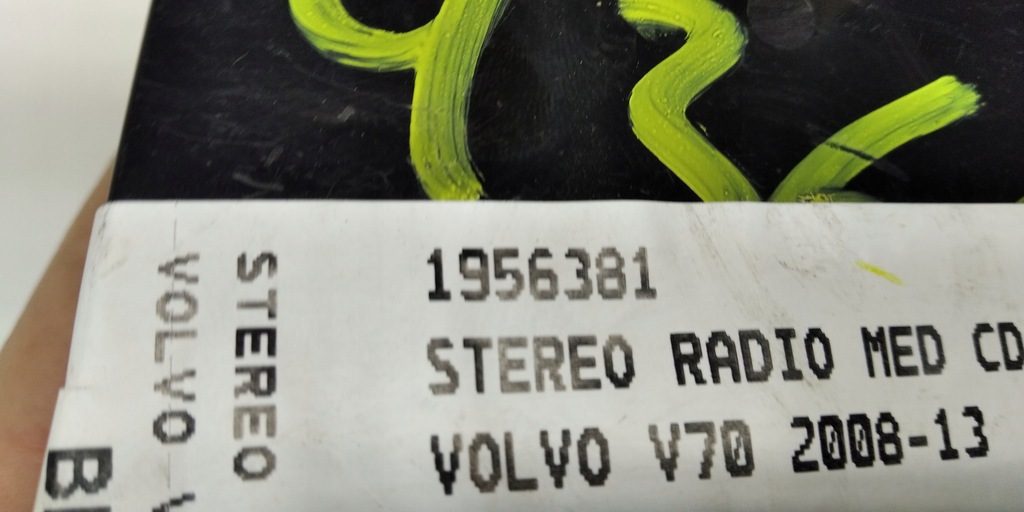 1956381
STEREO RADIO MED CD
VOLVO V70 2008-13
STEREO
VOLVO V